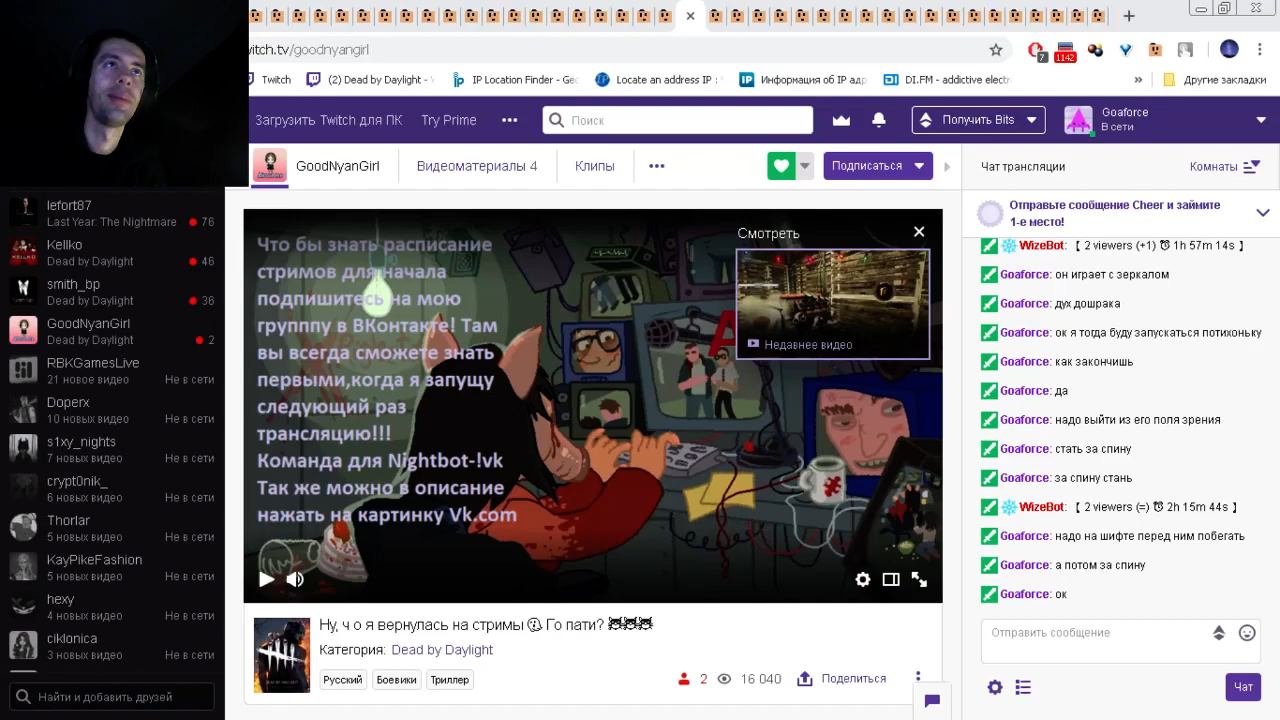 witch.tv/goodnyangirl
7
1142
Twitch
(2) Dead by Daylight -
IP Location Finder - Geo
Locate an address IP :
Информация об IP адр
DI.FM - addictive electr
»
Другие закладки
Загрузить Twitch для ПК
Try Prime
•••
Поиск
Получить Bits
Goaforce
В сети
GoodNyanGirl
Видеоматериалы 4
Клипы
•••
Подписаться
Чат трансляции
Комнаты
lefort87
Last Year: The Nightmare
76
Kellko
Dead by Daylight
46
smith_bp
Dead by Daylight
36
GoodNyanGirl
Dead by Daylight
2
RBKGamesLive
21 новое видео
Не в сети
Doperx
10 новых видео
Не в сети
s1xy_nights
7 новых видео
Не в сети
crypt0nik_
6 новых видео
Не в сети
Thorlar
5 новых видео
Не в сети
KayPikeFashion
5 новых видео
Не в сети
hexy
4 новых видео
Не в сети
ciklonica
3 новых видео
Не в сети
Найти и добавить друзей
Что бы знать расписание
стримов для начала
подпишитесь на мою
групппу в ВКонтакте! Там
вы всегда сможете знать
первыми,когда я запущу
следующий раз
трансляцию!!!
Команда для Nightbot-!vk
Так же можно в описание
нажать на картинку Vk.com
Смотреть
Недавнее видео
Ну, ч о я вернулась на стримы Го пати?
Категория: Dead by Daylight
Русский
Боевики
Триллер
2
16 040
Поделиться
Отправьте сообщение Cheer и займите
1-е место!
WizeBot: 【 2 viewers (+1) ⏰ 1h 57m 14s 】
Goaforce: он играет с зеркалом
Goaforce: дух дошрака
Goaforce: ок я тогда буду запускаться потихоньку
Goaforce: как закончишь
Goaforce: да
Goaforce: надо выйти из его поля зрения
Goaforce: стать за спину
Goaforce: за спину стань
WizeBot: 【 2 viewers (=) ⏰ 2h 15m 44s 】
Goaforce: надо на шифте перед ним побегать
Goaforce: а потом за спину
Goaforce: ок
Отправить сообщение
Чат